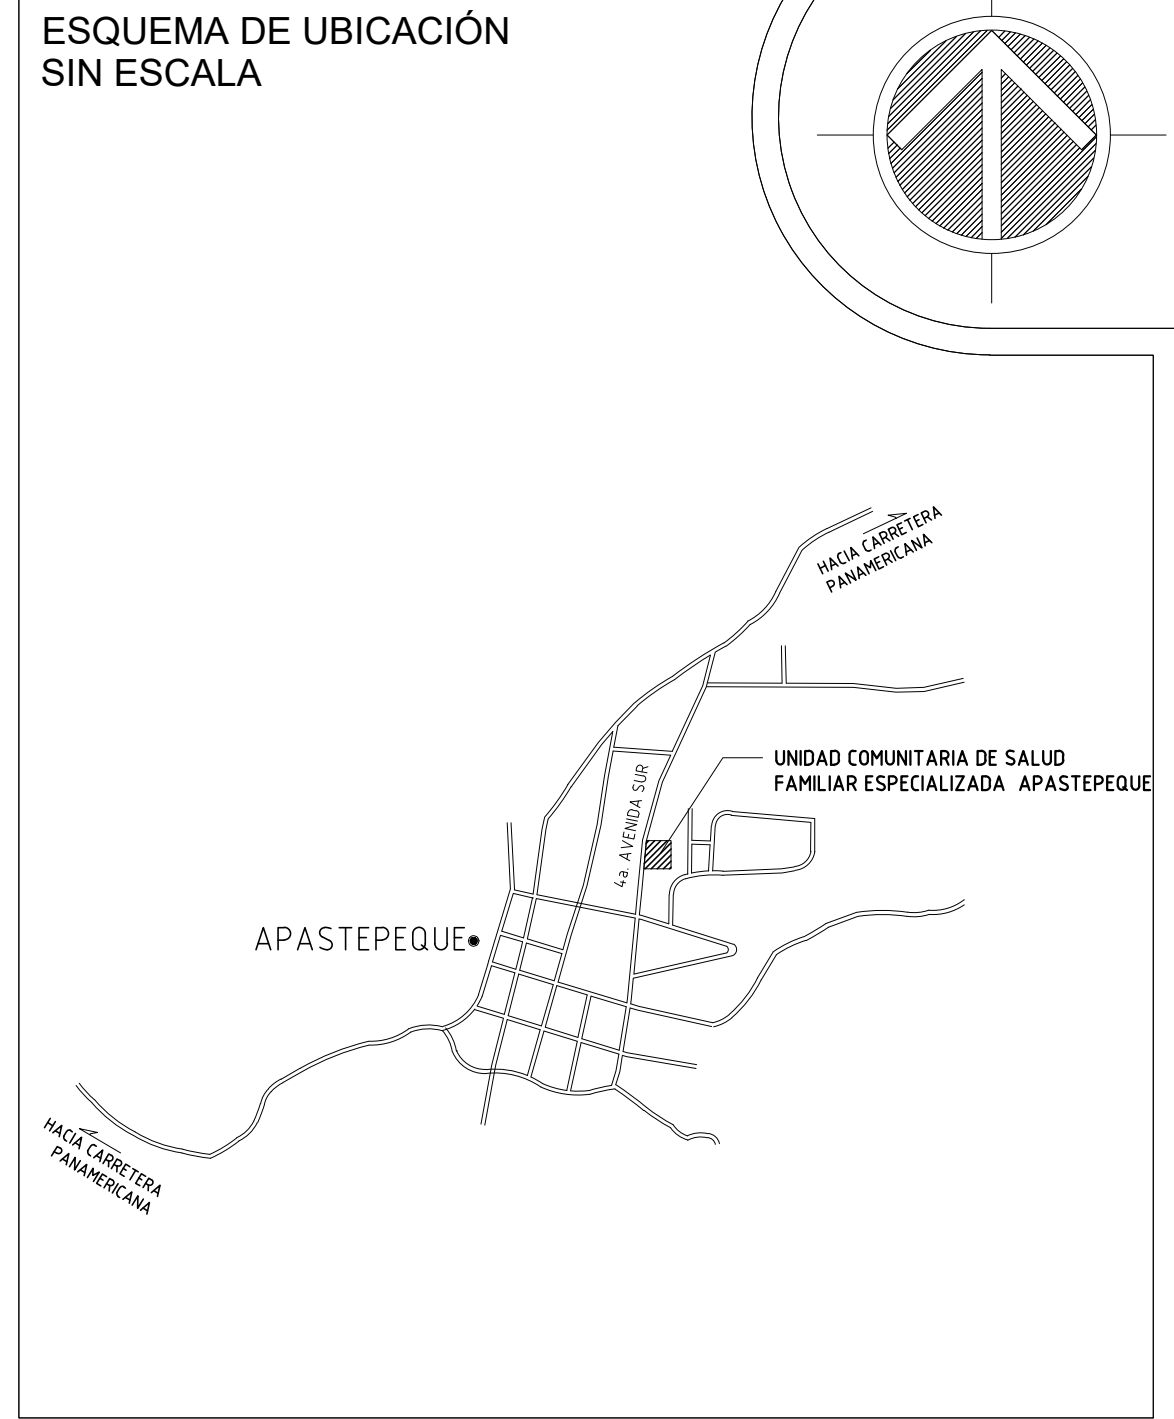 ESQUEMA DE UBICACIÓN
SIN ESCALA
HACIA CARRETERA
PANAMERICANA
UNIDAD COMUNITARIA DE SALUD
FAMILIAR ESPECIALIZADA APASTEPEQUE
4a. AVENIDA SUR
APASTEPEQUE
HACIA CARRETERA
PANAMERICANA